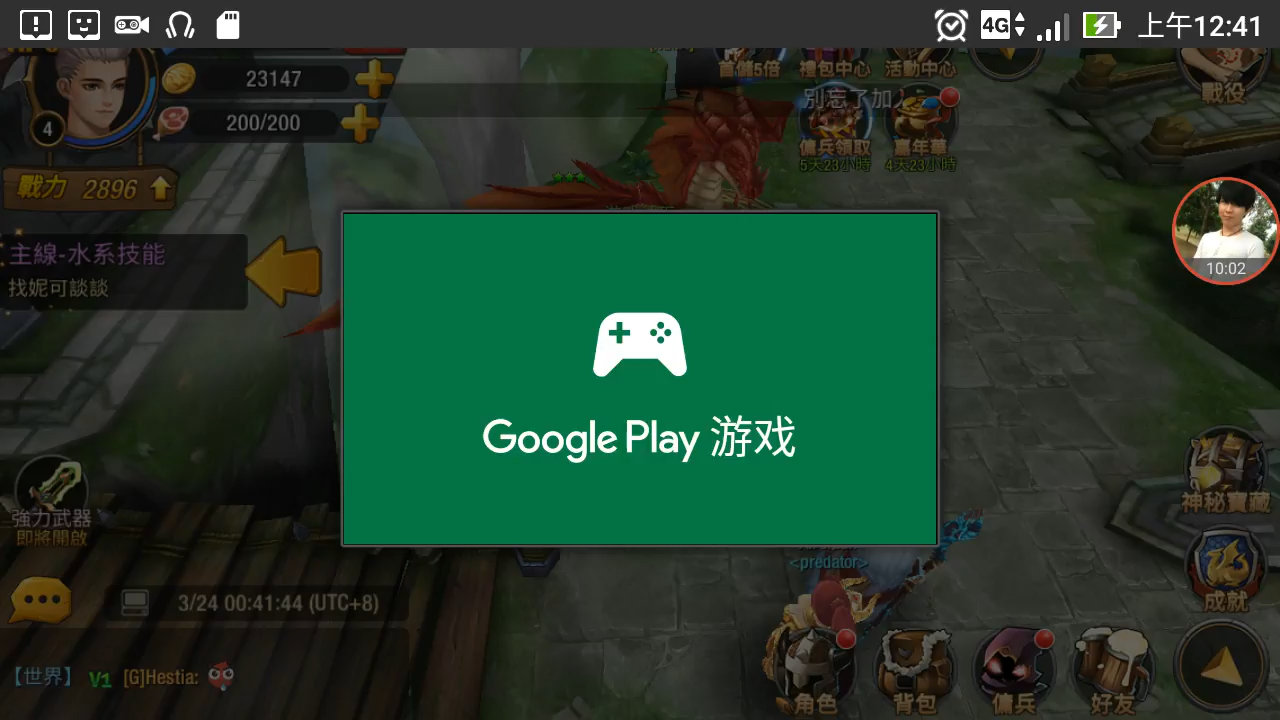 4G
上午12:41
23147
200/200
4
戰力 2896
首儲5倍
禮包中心
活動中心
戰役
別忘了加入
傭兵領取
嘉年華
5天23小時
4天23小時
10:02
主線-水系技能
找妮可談談
Google Play 游戏
強力武器
即將開啟
神秘寶藏
<predator>
成就
3/24 00:41:44 (UTC+8)
【世界】 V1 [G]Hestia:
角色
背包
傭兵
好友